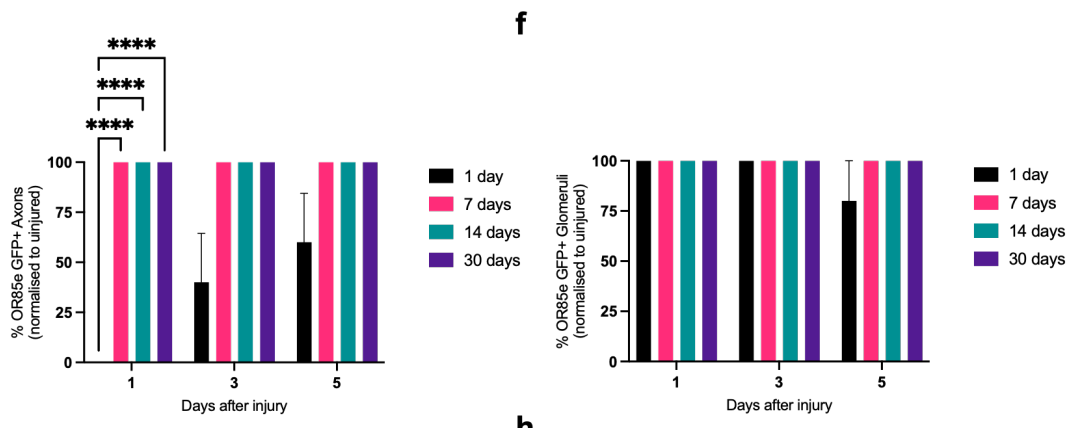 f
****
****
****
100
75
50
25
0
% OR85e GFP+ Axons
(normalised to uinjured)
1
3
5
Days after injury
1 day
7 days
14 days
30 days
100
75
50
25
0
% OR85e GFP+ Glomeruli
(normalised to uinjured)
1
3
5
Days after injury
1 day
7 days
14 days
30 days